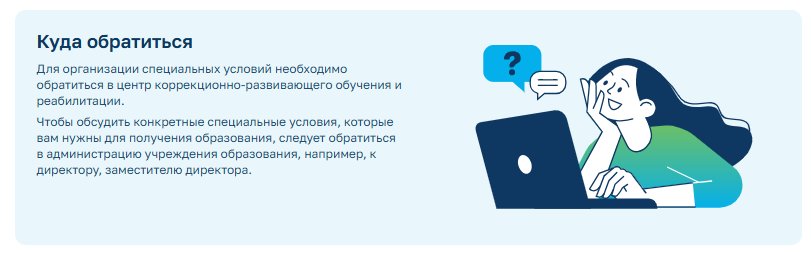 Куда обратиться
Для организации специальных условий необходимо
обратиться в центр коррекционно-развивающего обучения и
реабилитации.
Чтобы обсудить конкретные специальные условия, которые
вам нужны для получения образования, следует обратиться
в администрацию учреждения образования, например, к
директору, заместителю директора.
?